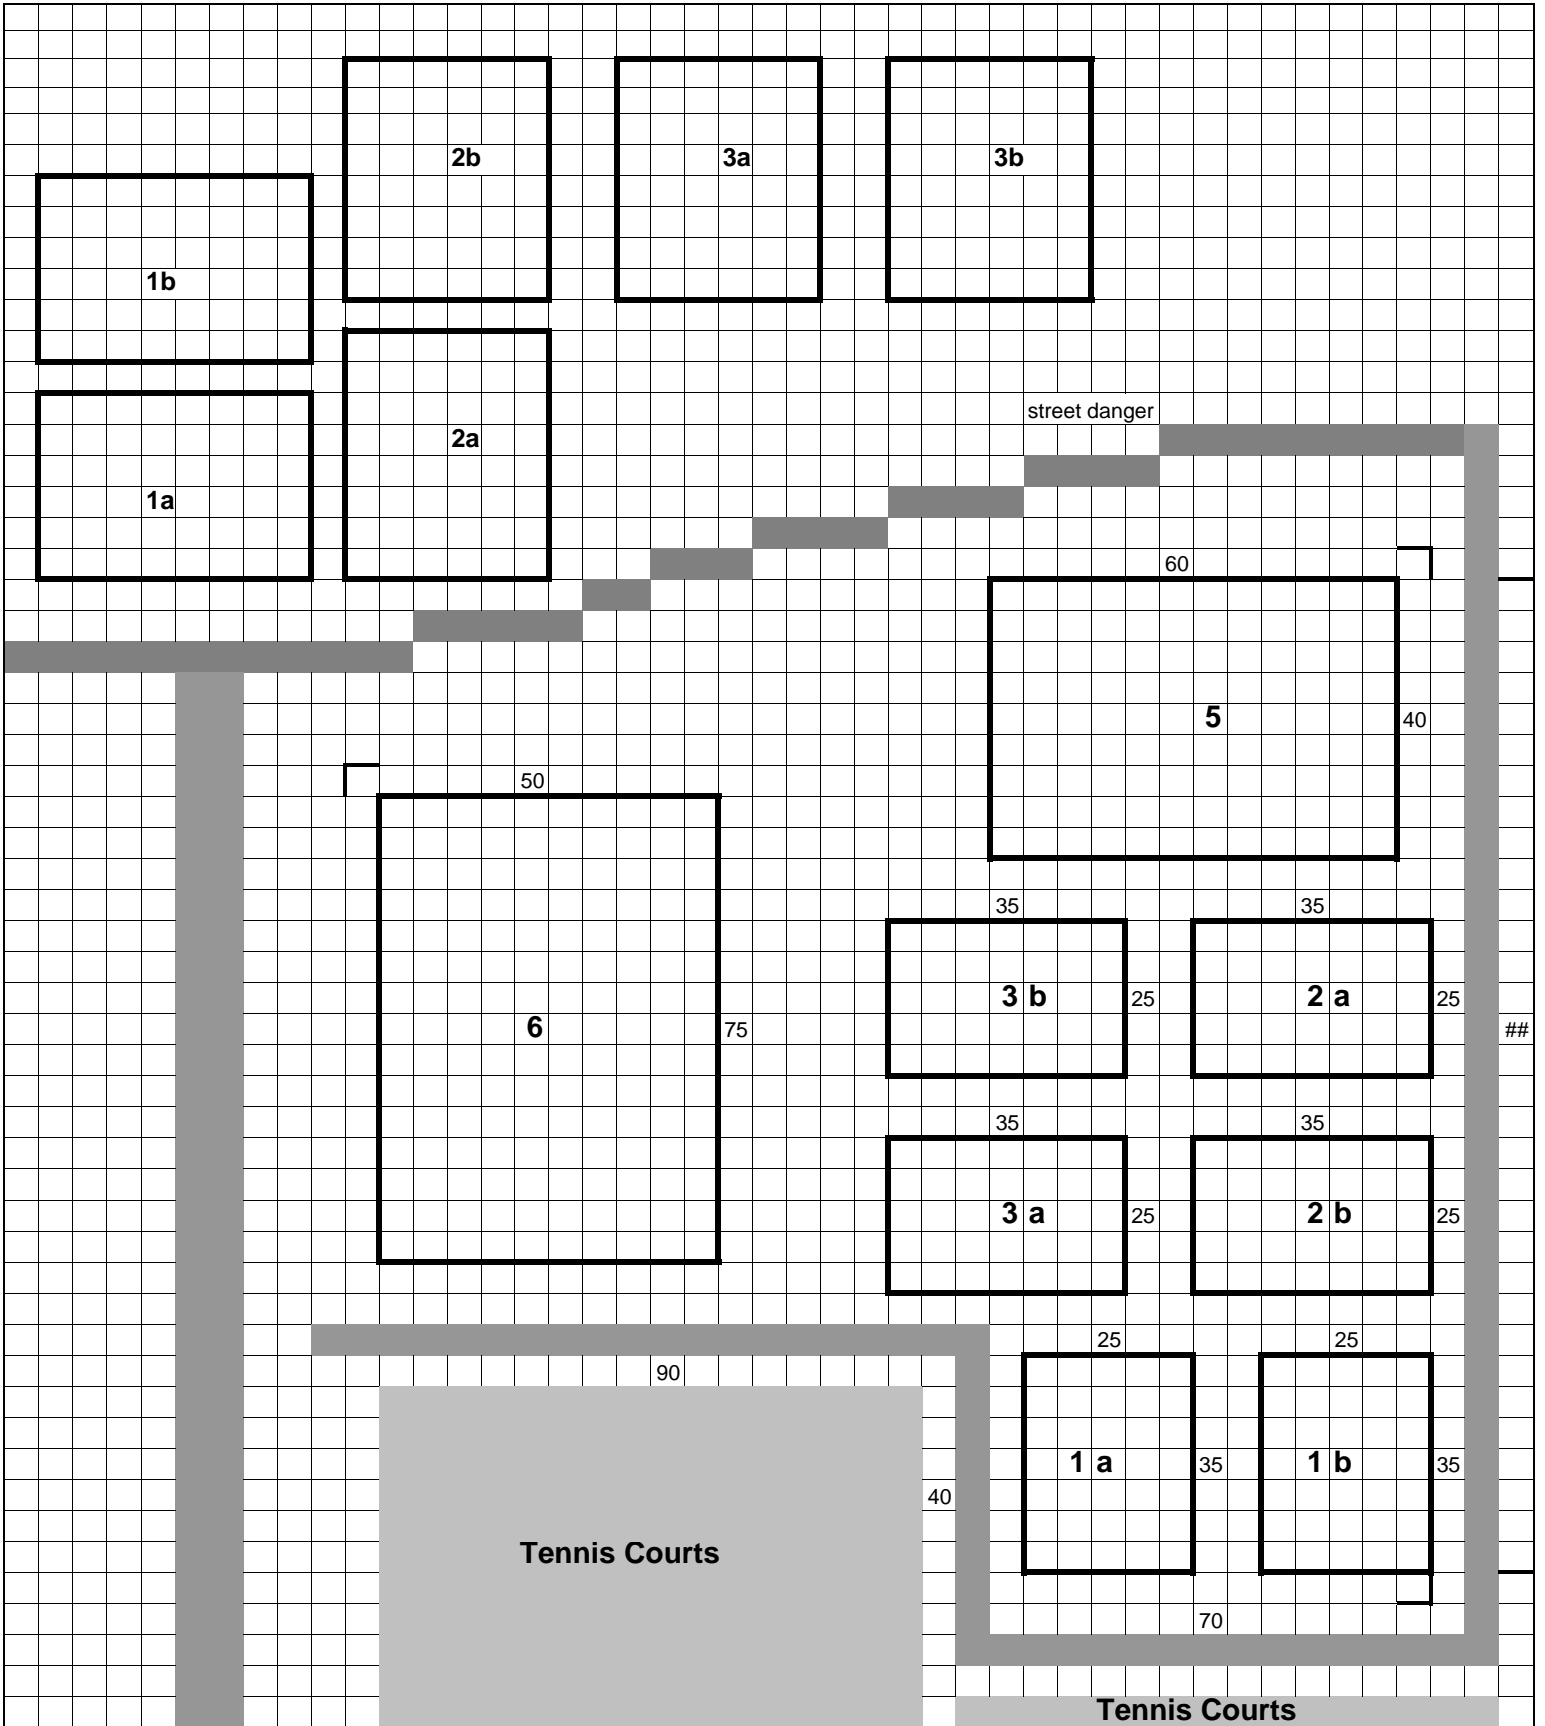 2b 3a 3b
1b
street danger
2a
1a
60
5 40
50
35 35
3 b 25 2 a 25
6 75 ##
35 35
3 a 25 2 b 25
25 25
90
1 a 35 1 b 35
40
Tennis Courts
70
Tennis Courts